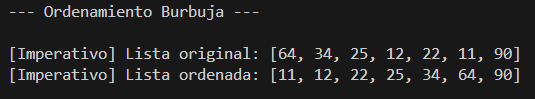 --- Ordenamiento Burbuja ---
[Imperativo] Lista original: [64, 34, 25, 12, 22, 11, 90]
[Imperativo] Lista ordenada: [11, 12, 22, 25, 34, 64, 90]